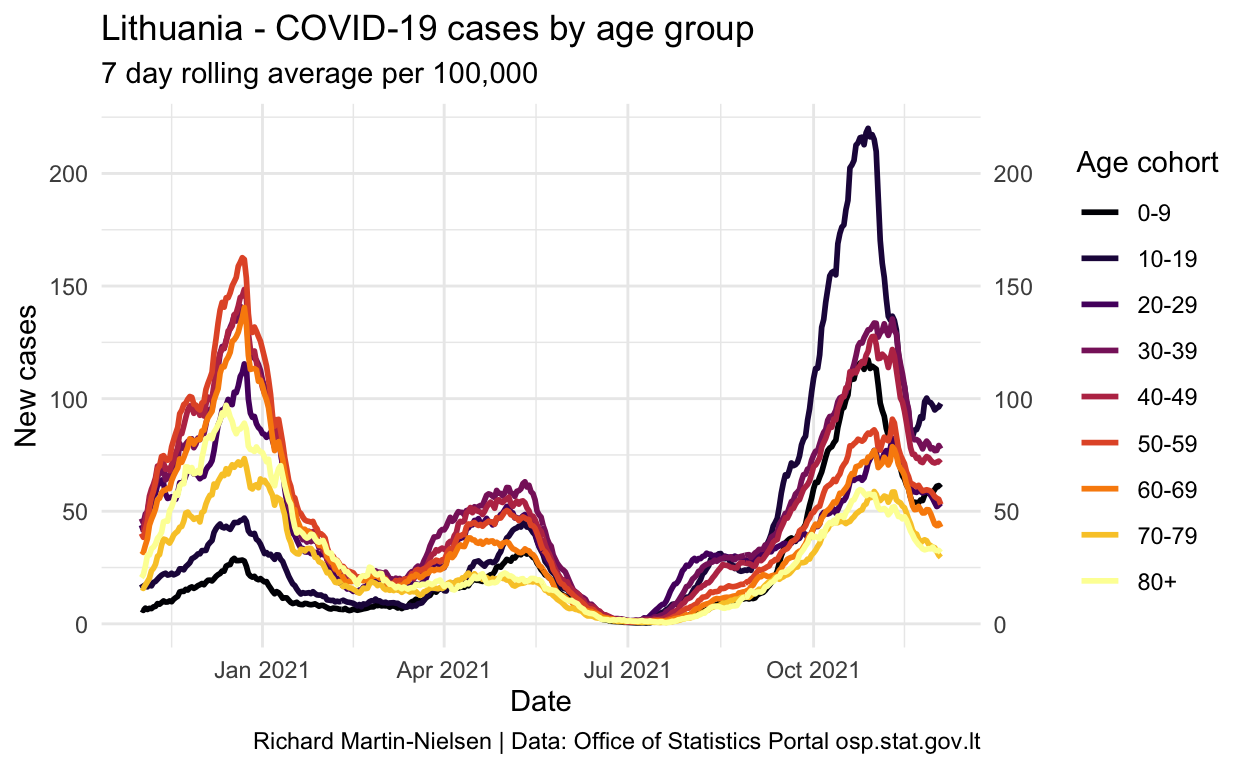 Lithuania - COVID-19 cases by age group
7 day rolling average per 100,000
New cases
200
150
100
50
0
200
150
100
50
0
Jan 2021
Apr 2021
Jul 2021
Oct 2021
Date
Age cohort
0-9
10-19
20-29
30-39
40-49
50-59
60-69
70-79
80+
Richard Martin-Nielsen | Data: Office of Statistics Portal osp.stat.gov.lt